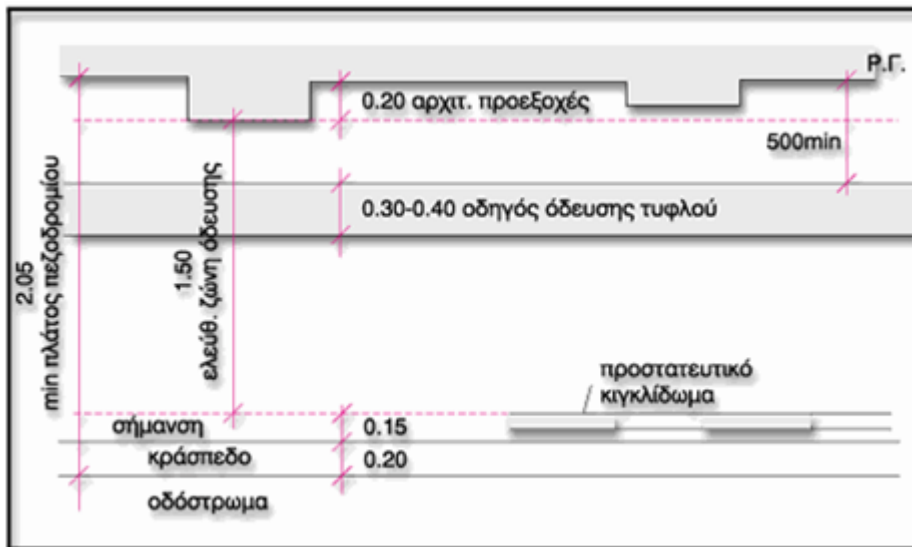 Ρ.Γ.
0.20 αρχιτ. προεξοχές
500min
0.30-0.40 οδηγός όδευσης τυφλού
2.05
min πλάτος πεζοδρομίου
1.50
ελεύθ. ζώνη όδευσης
προστατευτικό
κιγκλίδωμα
σήμανση
0.15
κράσπεδο
0.20
οδόστρωμα